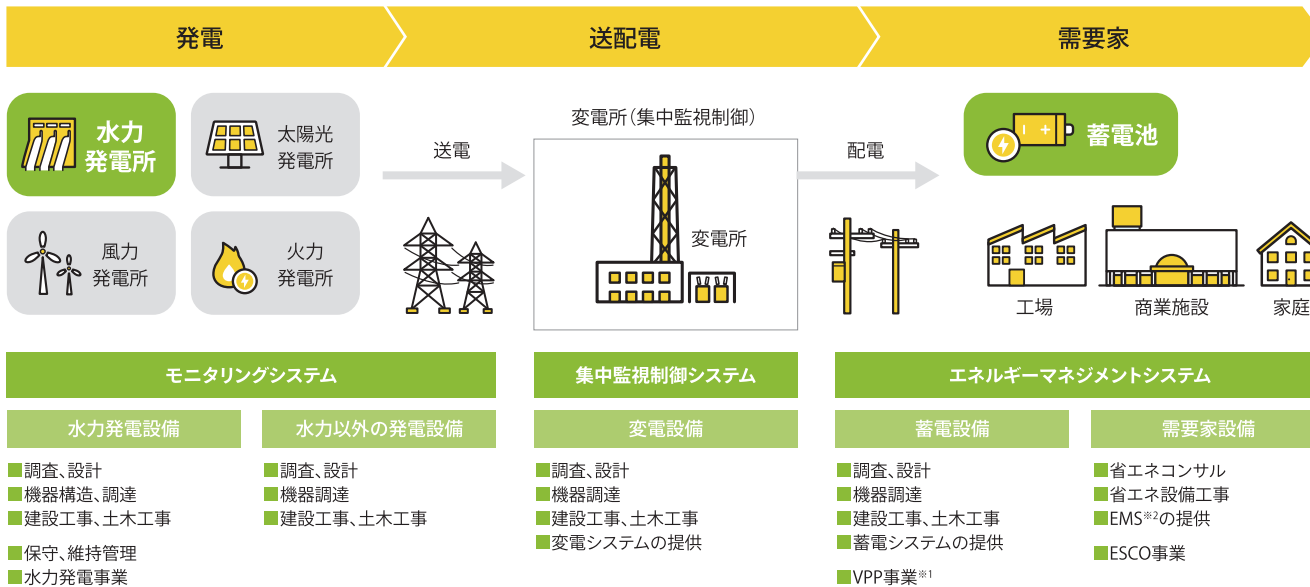 発電
送配電
需要家
水力
発電所
太陽光
発電所
風力
発電所
火力
発電所
送電
変電所(集中監視制御)
変電所
配電
蓄電池
工場
商業施設
家庭
モニタリングシステム
集中監視制御システム
エネルギーマネジメントシステム
水力発電設備
■調査、設計
■機器構造、調達
■建設工事、土木工事
■保守、維持管理
■水力発電事業
水力以外の発電設備
■調査、設計
■機器調達
■建設工事、土木工事
変電設備
■調査、設計
■機器調達
■建設工事、土木工事
■変電システムの提供
蓄電設備
■調査、設計
■機器調達
■建設工事、土木工事
■蓄電システムの提供
■VPP事業※1
需要家設備
■省エネコンサル
■省エネ設備工事
■EMS※2の提供
■ESCO事業